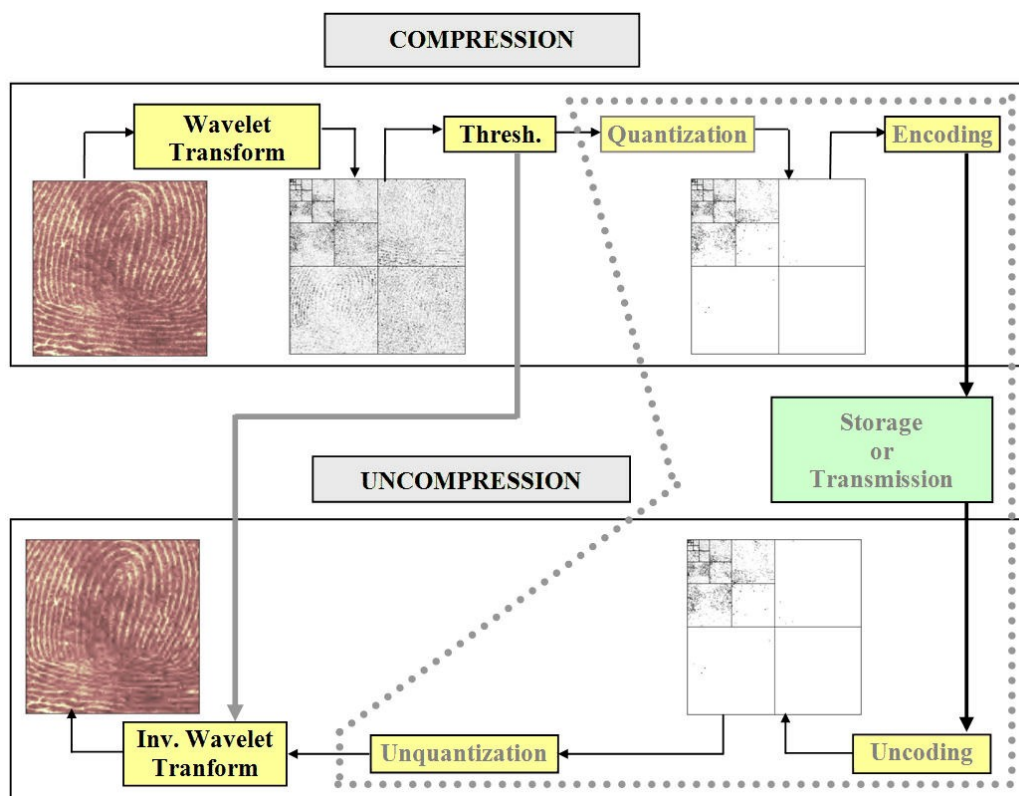 COMPRESSION
Wavelet
Transform
Thresh.
Quantization
Encoding
Storage
or
Transmission
UNCOMPRESSION
Inv. Wavelet
Tranform
Unquantization
Uncoding